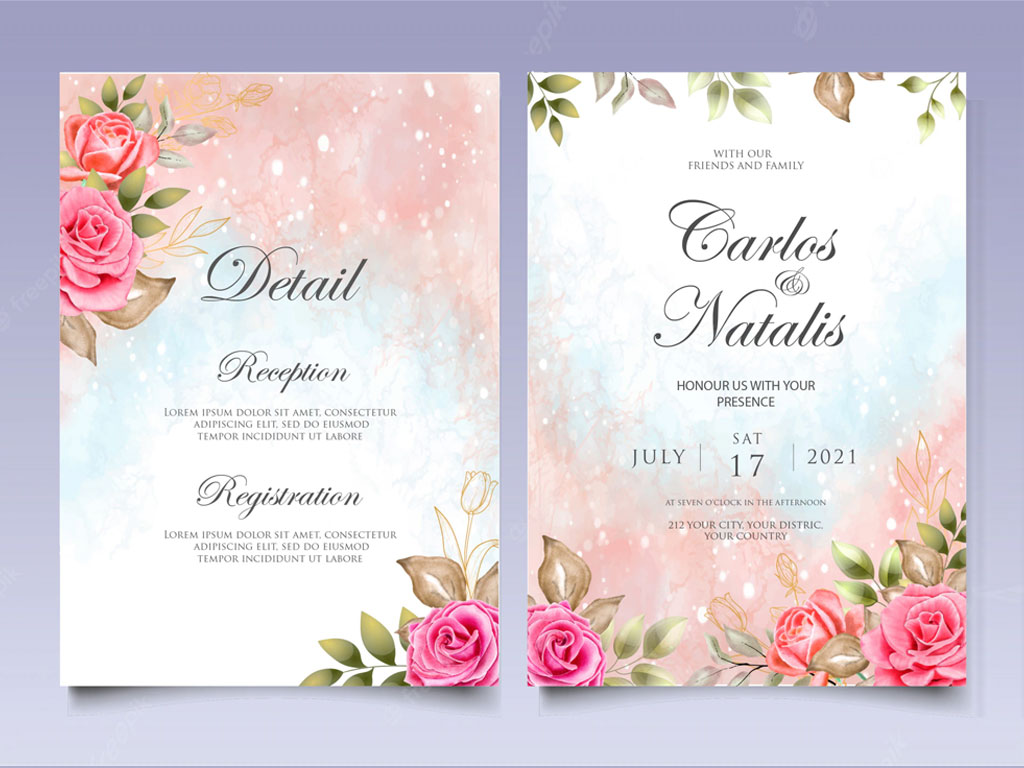 Detail
Reception
LOREM IPSUM DOLOR SIT AMET, CONSECTETUR
ADIPISCING ELIT, SED DO EIUSMOD
TEMPOR INCIDIDUNT UT LABORE
Registration
LOREM IPSUM DOLOR SIT AMET, CONSECTETUR
ADIPISCING ELIT, SED DO EIUSMOD
TEMPOR INCIDIDUNT UT LABORE
WITH OUR
FRIENDS AND FAMILY
Carlos
&
Natalis
HONOUR US WITH YOUR
PRESENCE
SAT
JULY 17 2021
AT SEVEN O'CLOCK IN THE AFTERNOON
212 YOUR CITY, YOUR DISTRIC,
YOUR COUNTRY